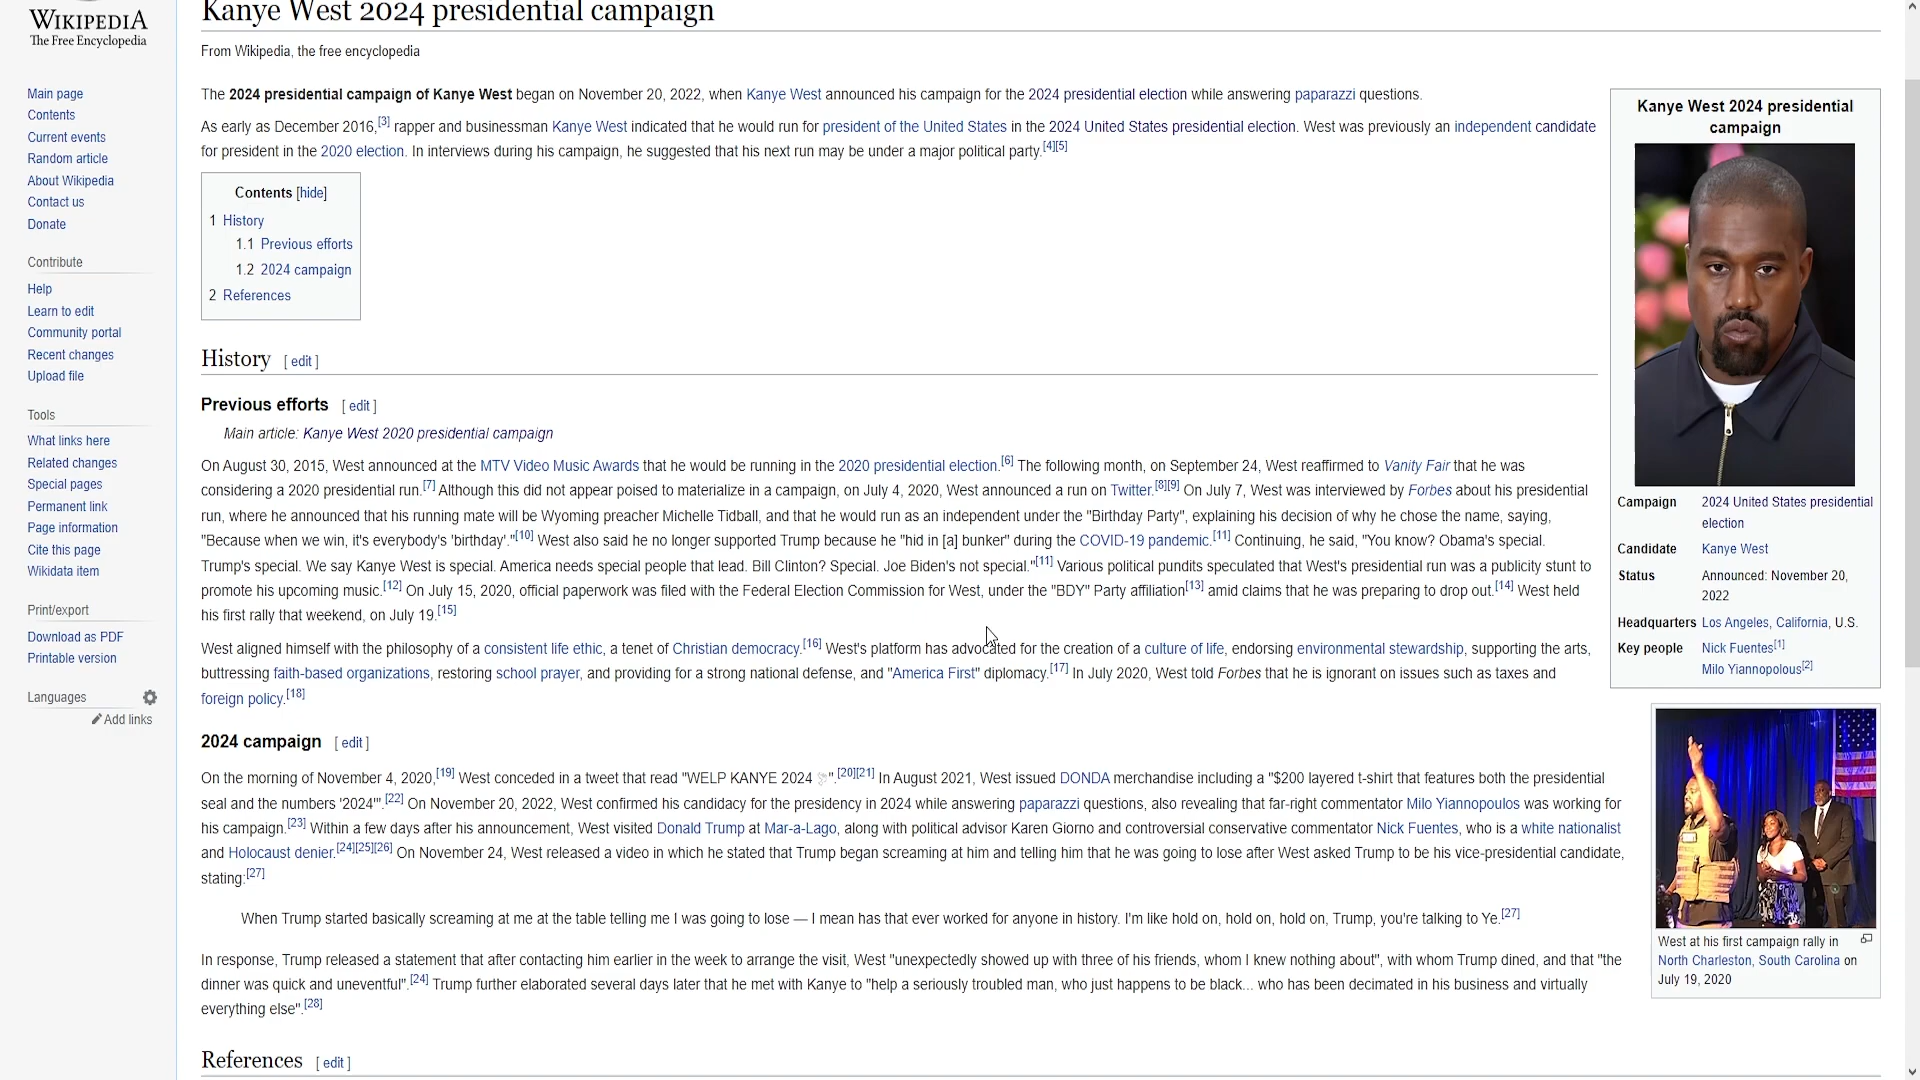 WIKIPEDIA
The Free Encyclopedia
Main page
Contents
Current events
Random article
About Wikipedia
Contact us
Donate
Contribute
Help
Learn to edit
Community portal
Recent changes
Upload file
Tools
What links here
Related changes
Special pages
Permanent link
Page information
Cite this page
Wikidata item
Print/export
Download as PDF
Printable version
Languages
Add links
Kanye West 2024 presidential campaign
From Wikipedia, the free encyclopedia
The 2024 presidential campaign of Kanye West began on November 20, 2022, when Kanye West announced his campaign for the 2024 presidential election while answering paparazzi questions.
As early as December 2016,[3] rapper and businessman Kanye West indicated that he would run for president of the United States in the 2024 United States presidential election. West was previously an independent candidate
for president in the 2020 election. In interviews during his campaign, he suggested that his next run may be under a major political party.[4][5]
Contents [hide]
1 History
1.1 Previous efforts
1.2 2024 campaign
2 References
History [ edit ]
Previous efforts [ edit ]
Main article: Kanye West 2020 presidential campaign
On August 30, 2015, West announced at the MTV Video Music Awards that he would be running in the 2020 presidential election.[6] The following month, on September 24, West reaffirmed to Vanity Fair that he was
considering a 2020 presidential run.[7] Although this did not appear poised to materialize in a campaign, on July 4, 2020, West announced a run on Twitter.[8][9] On July 7, West was interviewed by Forbes about his presidential
run, where he announced that his running mate will be Wyoming preacher Michelle Tidball, and that he would run as an independent under the "Birthday Party", explaining his decision of why he chose the name, saying,
"Because when we win, it's everybody's 'birthday'."[10] West also said he no longer supported Trump because he "hid in [a] bunker" during the COVID-19 pandemic.[11] Continuing, he said, "You know? Obama's special.
Trump's special. We say Kanye West is special. America needs special people that lead. Bill Clinton? Special. Joe Biden's not special."[11] Various political pundits speculated that West's presidential run was a publicity stunt to
promote his upcoming music.[12] On July 15, 2020, official paperwork was filed with the Federal Election Commission for West, under the "BDY" Party affiliation[13] amid claims that he was preparing to drop out.[14] West held
his first rally that weekend, on July 19.[15]
West aligned himself with the philosophy of a consistent life ethic, a tenet of Christian democracy.[16] West's platform has advocated for the creation of a culture of life, endorsing environmental stewardship, supporting the arts,
buttressing faith-based organizations, restoring school prayer, and providing for a strong national defense, and "America First" diplomacy.[17] In July 2020, West told Forbes that he is ignorant on issues such as taxes and
foreign policy.[18]
2024 campaign [ edit ]
On the morning of November 4, 2020,[19] West conceded in a tweet that read "WELP KANYE 2024 🕊".[20][21] In August 2021, West issued DONDA merchandise including a "$200 layered t-shirt that features both the presidential
seal and the numbers '2024'".[22] On November 20, 2022, West confirmed his candidacy for the presidency in 2024 while answering paparazzi questions, also revealing that far-right commentator Milo Yiannopoulos was working for
his campaign.[23] Within a few days after his announcement, West visited Donald Trump at Mar-a-Lago, along with political advisor Karen Giorno and controversial conservative commentator Nick Fuentes, who is a white nationalist
and Holocaust denier.[24][25][26] On November 24, West released a video in which he stated that Trump began screaming at him and telling him that he was going to lose after West asked Trump to be his vice-presidential candidate,
stating:[27]
When Trump started basically screaming at me at the table telling me I was going to lose — I mean has that ever worked for anyone in history. I'm like hold on, hold on, hold on, Trump, you're talking to Ye.[27]
In response, Trump released a statement that after contacting him earlier in the week to arrange the visit, West "unexpectedly showed up with three of his friends, whom I knew nothing about", with whom Trump dined, and that "the
dinner was quick and uneventful".[24] Trump further elaborated several days later that he met with Kanye to "help a seriously troubled man, who just happens to be black... who has been decimated in his business and virtually
everything else".[28]
References [ edit ]
Kanye West 2024 presidential
campaign
Campaign 2024 United States presidential
election
Candidate Kanye West
Status Announced: November 20,
2022
Headquarters Los Angeles, California, U.S.
Key people Nick Fuentes[1]
Milo Yiannopolous[2]
West at his first campaign rally in
North Charleston, South Carolina on
July 19, 2020